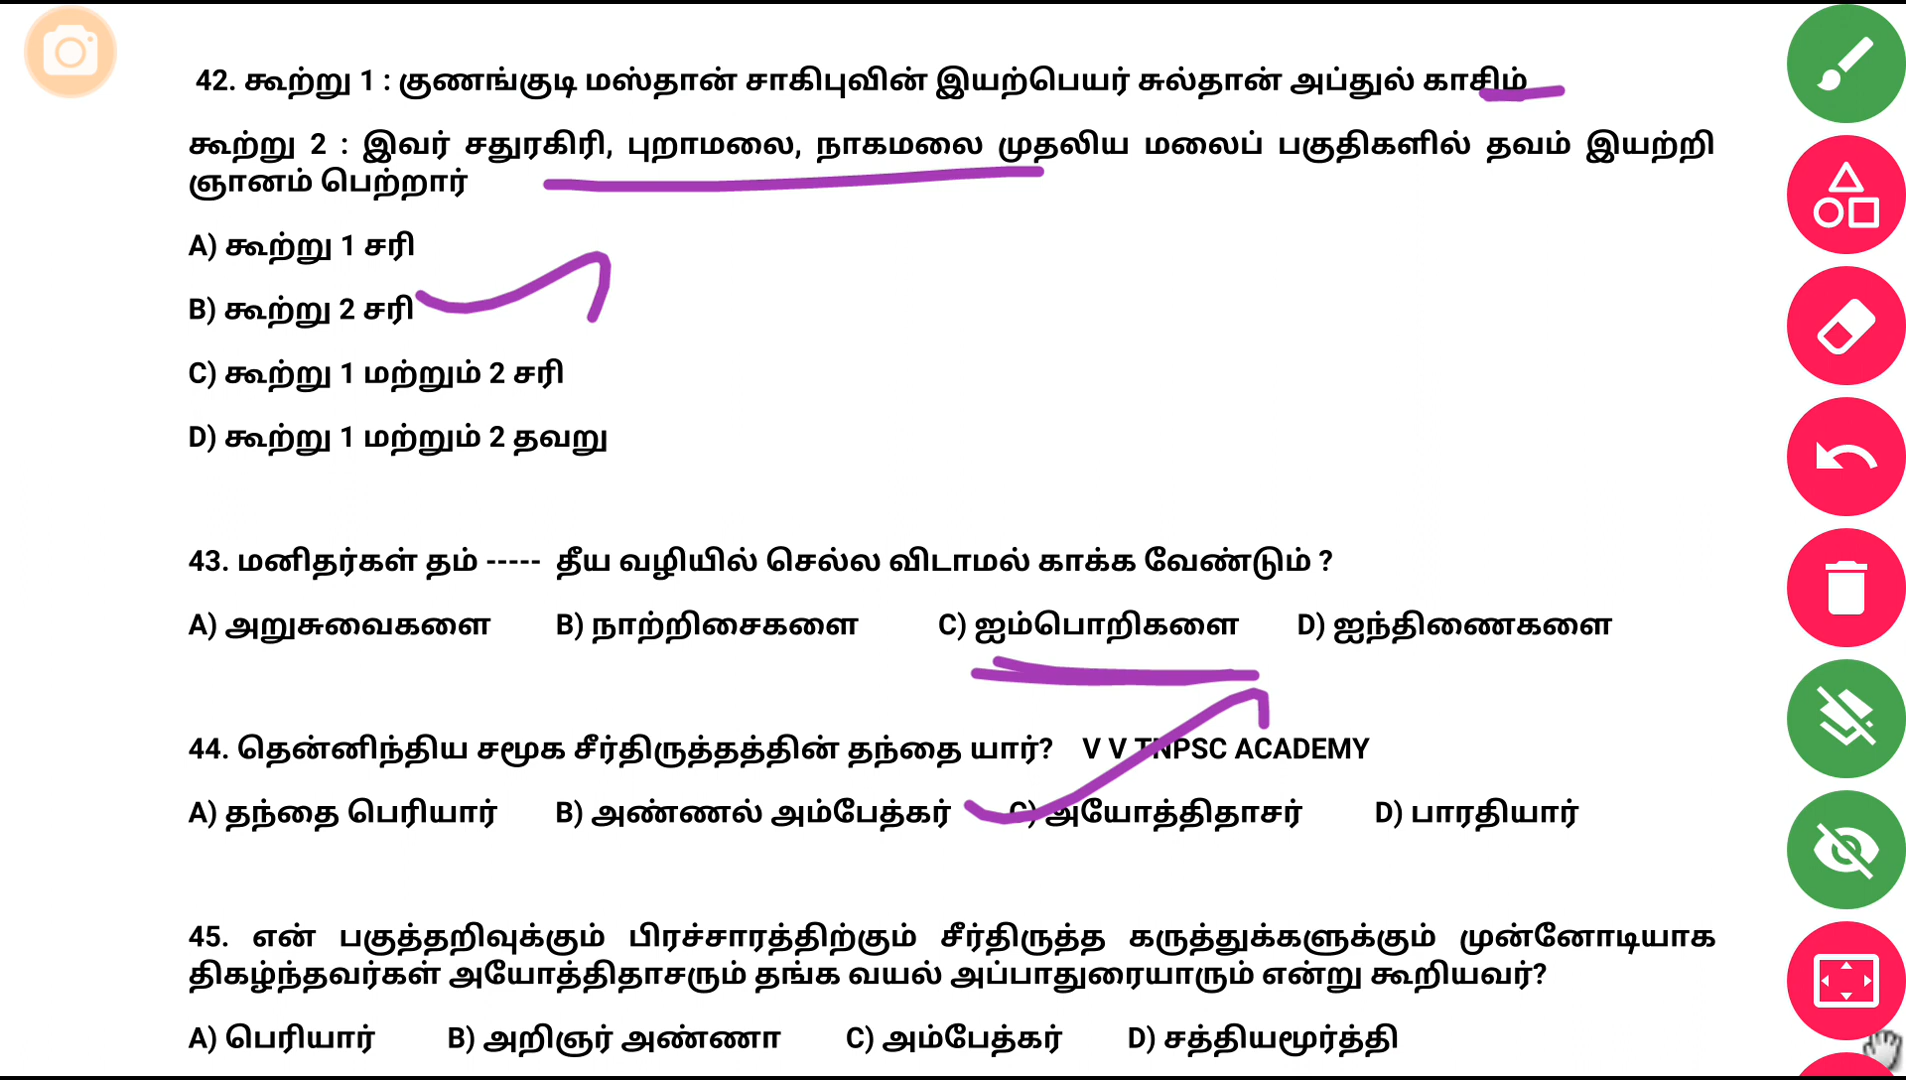 42. கூற்று 1 : குணங்குடி மஸ்தான் சாகிபுவின் இயற்பெயர் சுல்தான் அப்துல் காசிம்
கூற்று 2 : இவர் சதுரகிரி, புறாமலை, நாகமலை முதலிய மலைப் பகுதிகளில் தவம் இயற்றி
ஞானம் பெற்றார்
A) கூற்று 1 சரி
B) கூற்று 2 சரி
C) கூற்று 1 மற்றும் 2 சரி
D) கூற்று 1 மற்றும் 2 தவறு
43. மனிதர்கள் தம் ----- தீய வழியில் செல்ல விடாமல் காக்க வேண்டும் ?
A) அறுசுவைகளை B) நாற்றிசைகளை C) ஐம்பொறிகளை D) ஐந்திணைகளை
44. தென்னிந்திய சமூக சீர்திருத்தத்தின் தந்தை யார்? V V TNPSC ACADEMY
A) தந்தை பெரியார் B) அண்ணல் அம்பேத்கர் C) அயோத்திதாசர் D) பாரதியார்
45. என் பகுத்தறிவுக்கும் பிரச்சாரத்திற்கும் சீர்திருத்த கருத்துக்களுக்கும் முன்னோடியாக
திகழ்ந்தவர்கள் அயோத்திதாசரும் தங்க வயல் அப்பாதுரையாரும் என்று கூறியவர்?
A) பெரியார் B) அறிஞர் அண்ணா C) அம்பேத்கர் D) சத்தியமூர்த்தி